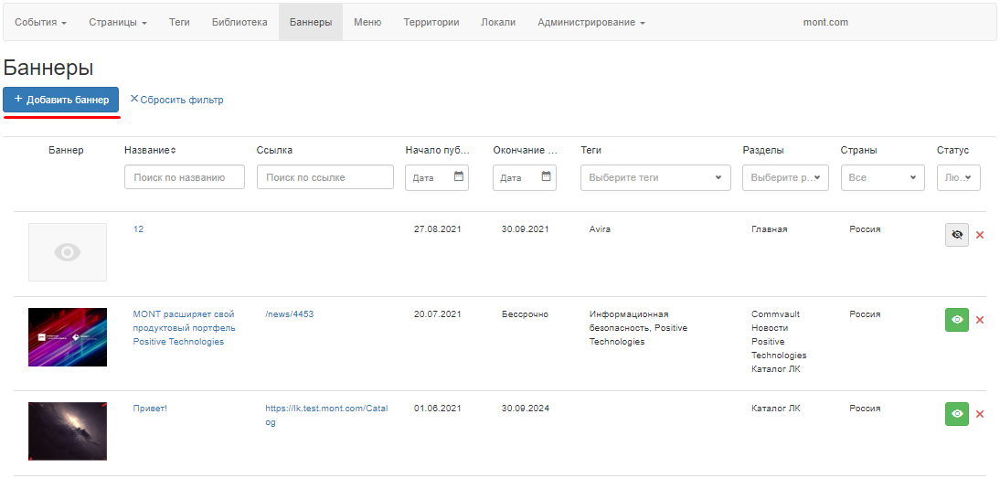 События Страницы Теги Библиотека Баннеры Меню Территории Локали Администрирование mont.com
Баннеры
+ Добавить баннер × Сбросить фильтр
Баннер Название Ссылка Начало пуб... Окончание ... Теги Разделы Страны Статус
Поиск по названию Поиск по ссылке Дата Дата Выберите теги Выберите р... Все Лю...
12 27.08.2021 30.09.2021 Avira Главная Россия
MONT расширяет свой /news/4453 20.07.2021 Бессрочно Информационная Commvault Россия
продуктовый портфель безопасность, Positive Новости
Positive Technologies Technologies Positive
Technologies
Каталог ЛК
Привет! https://lk.test.mont.com/Catal 01.06.2021 30.09.2024 Каталог ЛК Россия
og